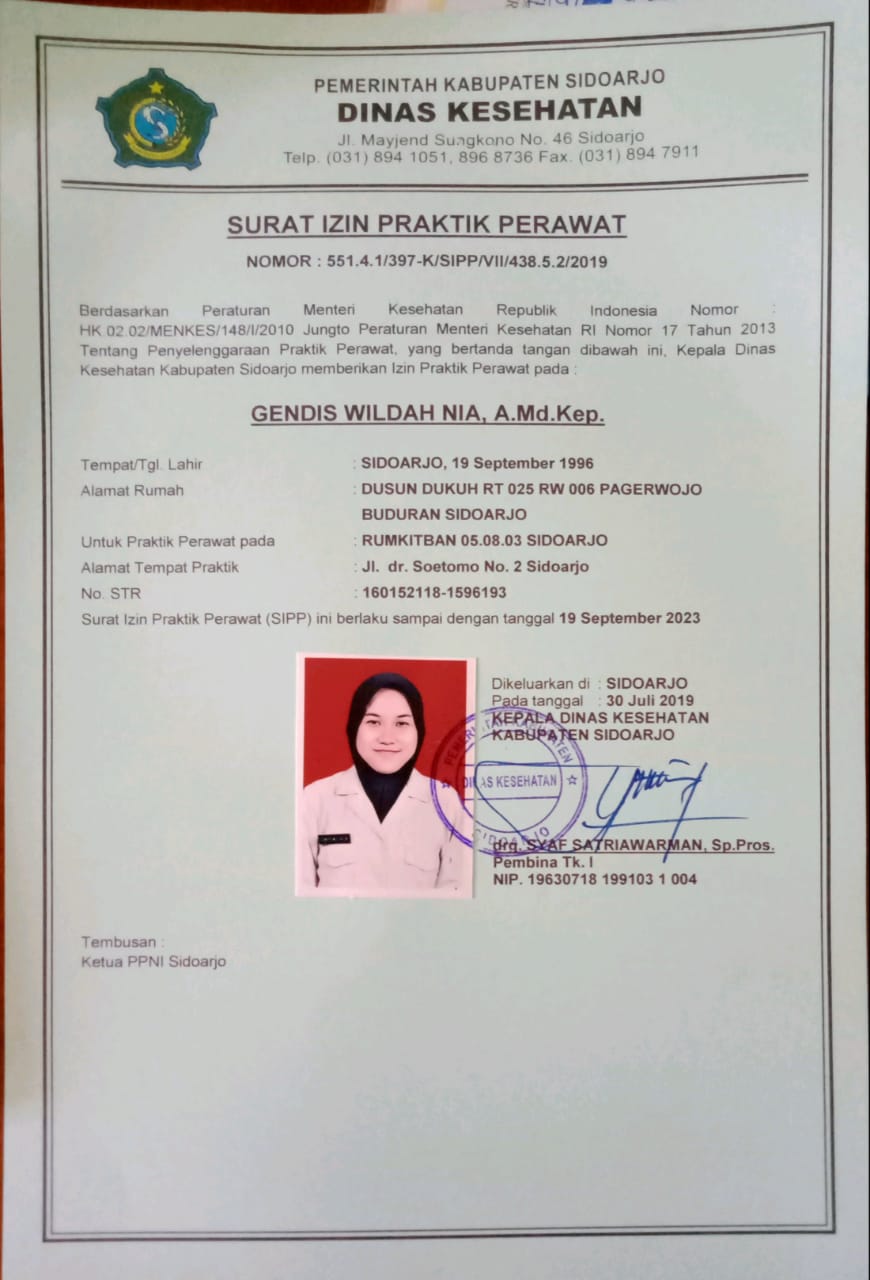 PEMERINTAH KABUPATEN SIDOARJO
DINAS KESEHATAN
Jl. Mayjend Sungkono No. 46 Sidoarjo
Telp. (031) 894 1051, 896 8736 Fax. (031) 894 7911
SURAT IZIN PRAKTIK PERAWAT
NOMOR : 551.4.1/397-K/SIPP/VII/438.5.2/2019
Berdasarkan Peraturan Menteri Kesehatan Republik Indonesia Nomor :
HK.02.02/MENKES/148/I/2010 Jungto Peraturan Menteri Kesehatan RI Nomor 17 Tahun 2013
Tentang Penyelenggaraan Praktik Perawat, yang bertanda tangan dibawah ini, Kepala Dinas
Kesehatan Kabupaten Sidoarjo memberikan Izin Praktik Perawat pada :
GENDIS WILDAH NIA, A.Md.Kep.
Tempat/Tgl. Lahir : SIDOARJO, 19 September 1996
Alamat Rumah : DUSUN DUKUH RT 025 RW 006 PAGERWOJO
BUDURAN SIDOARJO
Untuk Praktik Perawat pada : RUMKITBAN 05.08.03 SIDOARJO
Alamat Tempat Praktik : Jl. dr. Soetomo No. 2 Sidoarjo
No. STR : 160152118-1596193
Surat Izin Praktik Perawat (SIPP) ini berlaku sampai dengan tanggal 19 September 2023
Dikeluarkan di : SIDOARJO
Pada tanggal : 30 Juli 2019
KEPALA DINAS KESEHATAN
KABUPATEN SIDOARJO
PEMERINTAH KABUPATEN
DINAS KESEHATAN
SIDOARJO
drg. SYAF SATRIAWARMAN, Sp.Pros.
Pembina Tk. I
NIP. 19630718 199103 1 004
Tembusan :
Ketua PPNI Sidoarjo